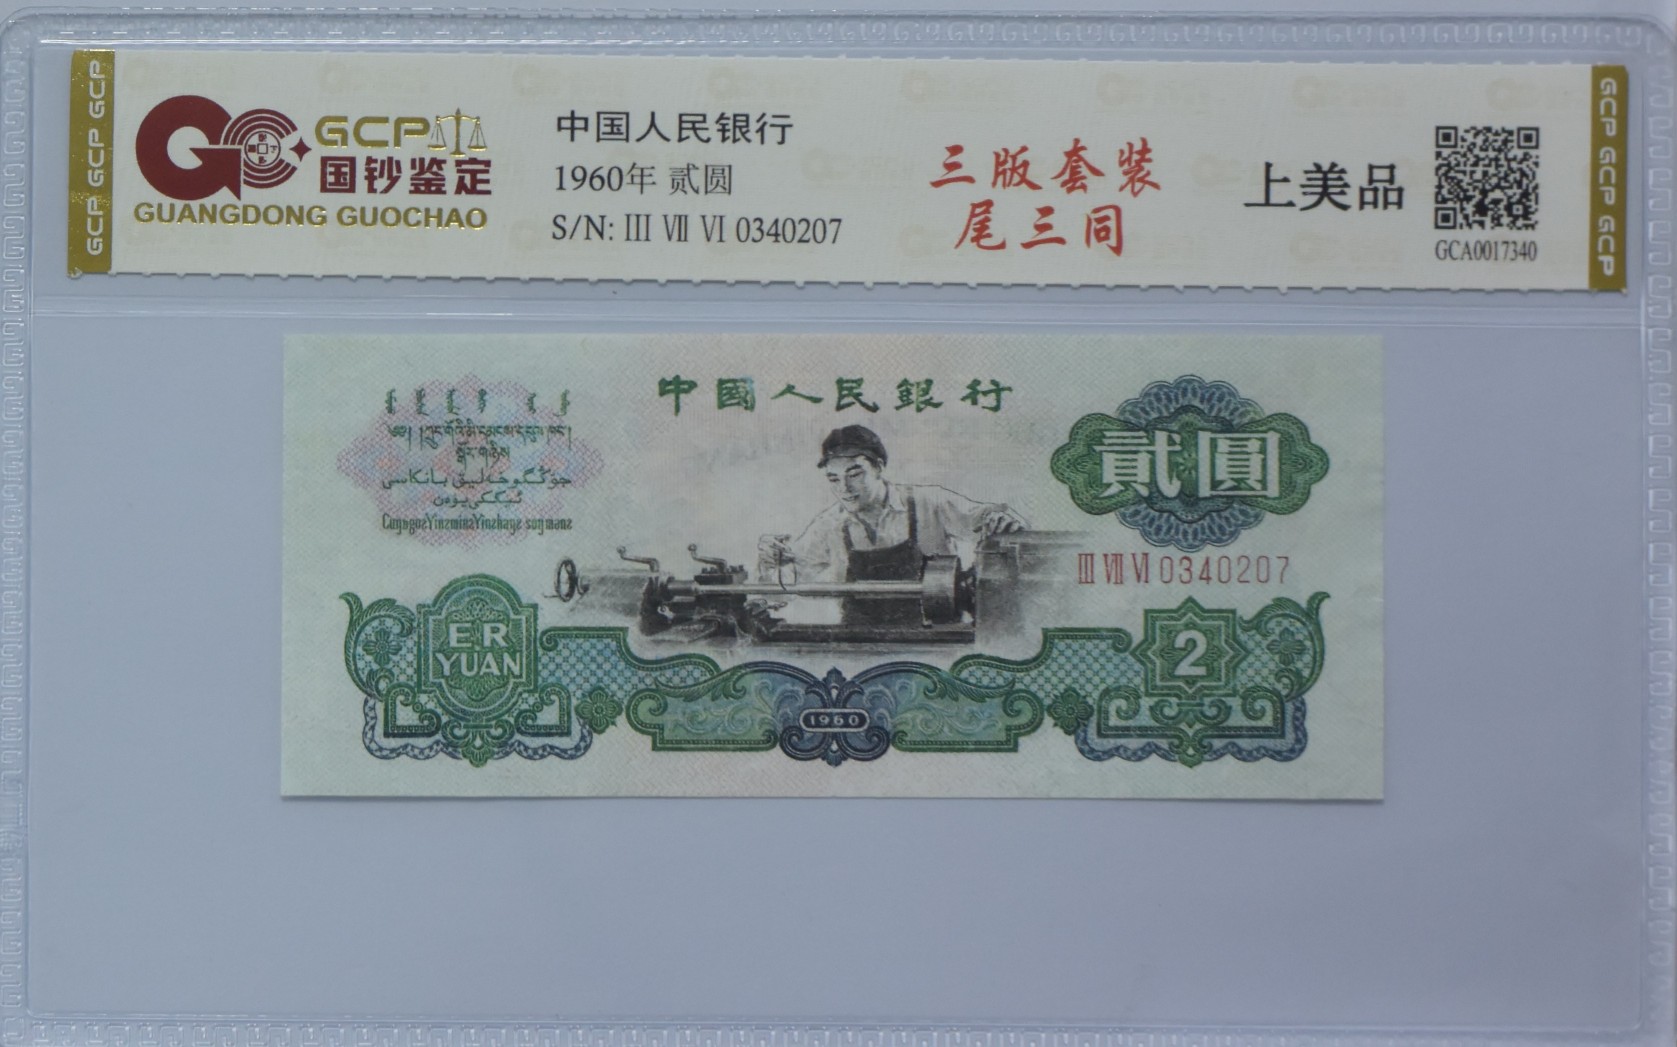 GCP GCP GCP
GCP
国钞鉴定
GUANGDONG GUOCHAO
中国人民银行
1960年 贰圆
S/N: III VII VI 0340207
三版套装
尾三同
上美品
GCA0017340
GCP GCP GCP
中國人民銀行
貳圓
III VII VI 0340207
ER
YUAN
1960
2